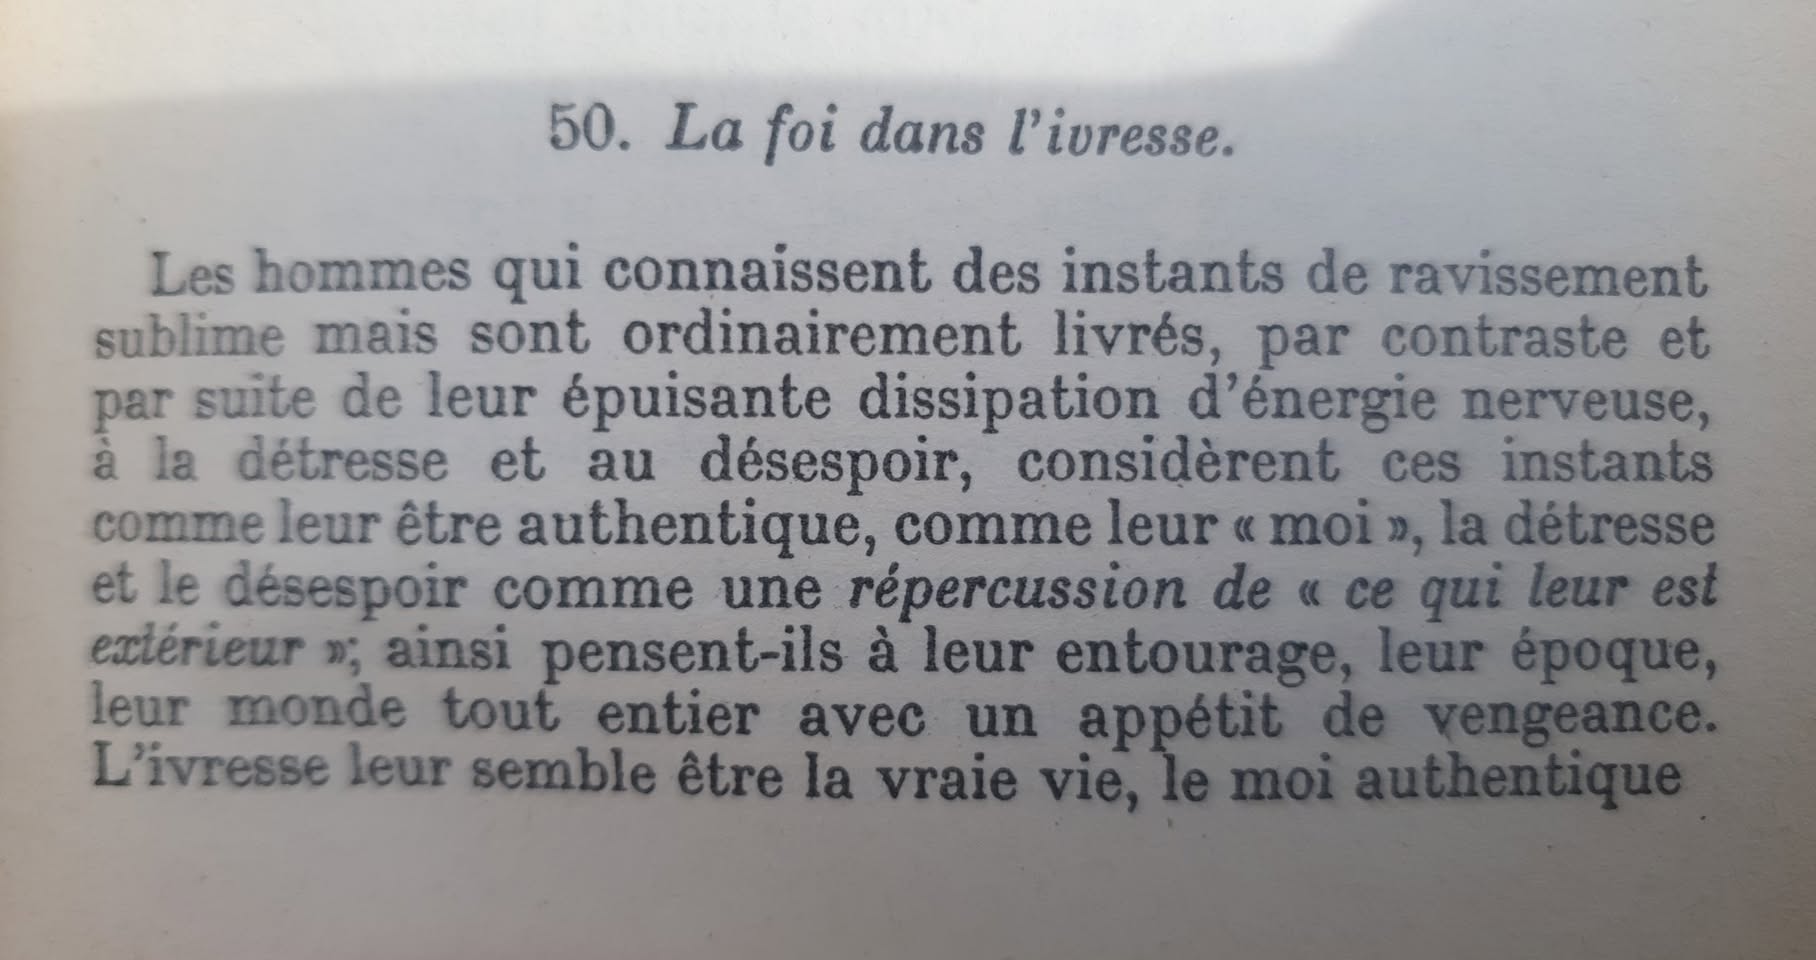 50. La foi dans l'ivresse.
Les hommes qui connaissent des instants de ravissement
sublime mais sont ordinairement livrés, par contraste et
par suite de leur épuisante dissipation d'énergie nerveuse,
à la détresse et au désespoir, considèrent ces instants
comme leur être authentique, comme leur « moi », la détresse
et le désespoir comme une répercussion de « ce qui leur est
extérieur »; ainsi pensent-ils à leur entourage, leur époque,
leur monde tout entier avec un appétit de vengeance.
L'ivresse leur semble être la vraie vie, le moi authentique